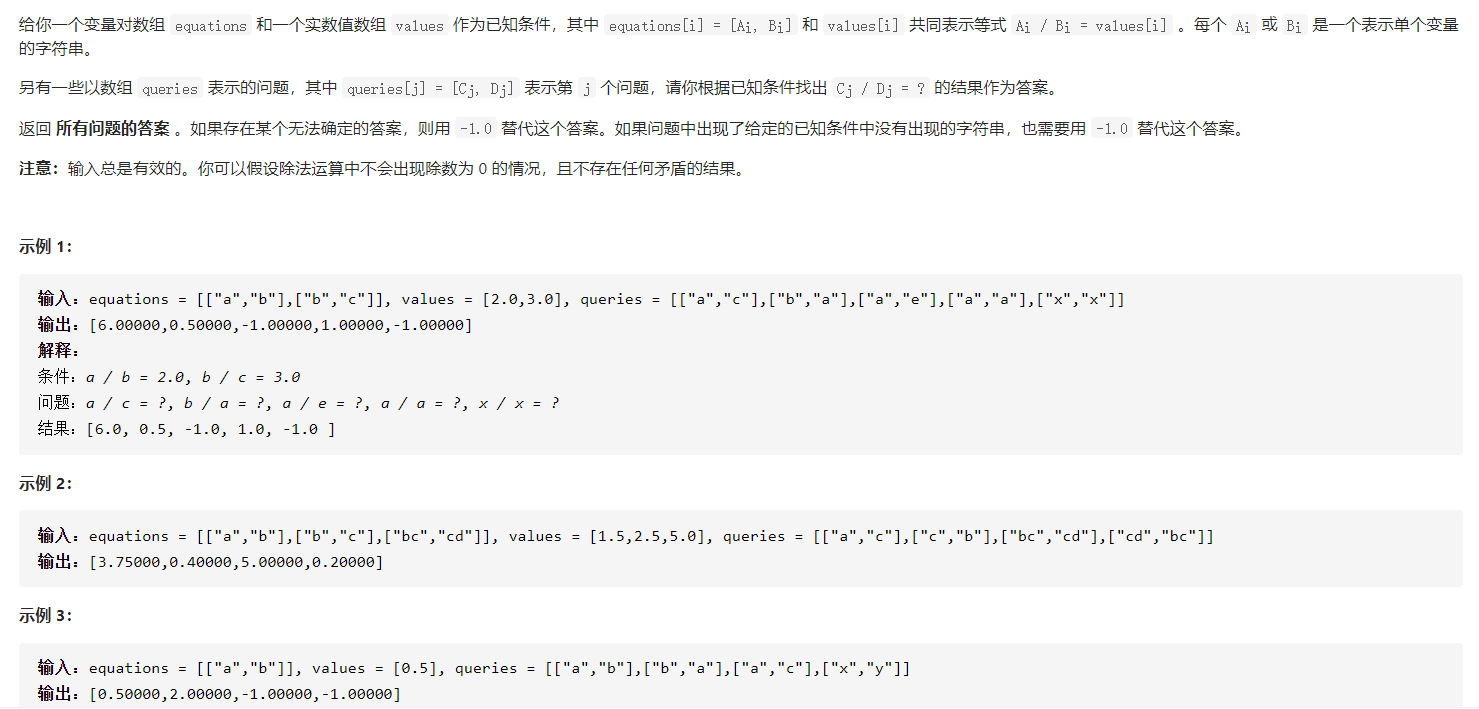 给你一个变量对数组 equations 和一个实数值数组 values 作为已知条件，其中 equations[i] = [Ai, Bi] 和 values[i] 共同表示等式 Ai / Bi = values[i] 。每个 Ai 或 Bi 是一个表示单个变量
的字符串。
另有一些以数组 queries 表示的问题，其中 queries[j] = [Cj, Dj] 表示第 j 个问题，请你根据已知条件找出 Cj / Dj = ? 的结果作为答案。
返回 所有问题的答案 。如果存在某个无法确定的答案，则用 -1.0 替代这个答案。如果问题中出现了给定的已知条件中没有出现的字符串，也需要用 -1.0 替代这个答案。
注意：输入总是有效的。你可以假设除法运算中不会出现除数为 0 的情况，且不存在任何矛盾的结果。
示例 1：
输入：equations = [["a","b"],["b","c"]], values = [2.0,3.0], queries = [["a","c"],["b","a"],["a","e"],["a","a"],["x","x"]]
输出：[6.00000,0.50000,-1.00000,1.00000,-1.00000]
解释：
条件：a / b = 2.0, b / c = 3.0
问题：a / c = ?, b / a = ?, a / e = ?, a / a = ?, x / x = ?
结果：[6.0, 0.5, -1.0, 1.0, -1.0 ]
示例 2：
输入：equations = [["a","b"],["b","c"],["bc","cd"]], values = [1.5,2.5,5.0], queries = [["a","c"],["c","b"],["bc","cd"],["cd","bc"]]
输出：[3.75000,0.40000,5.00000,0.20000]
示例 3：
输入：equations = [["a","b"]], values = [0.5], queries = [["a","b"],["b","a"],["a","c"],["x","y"]]
输出：[0.50000,2.00000,-1.00000,-1.00000]